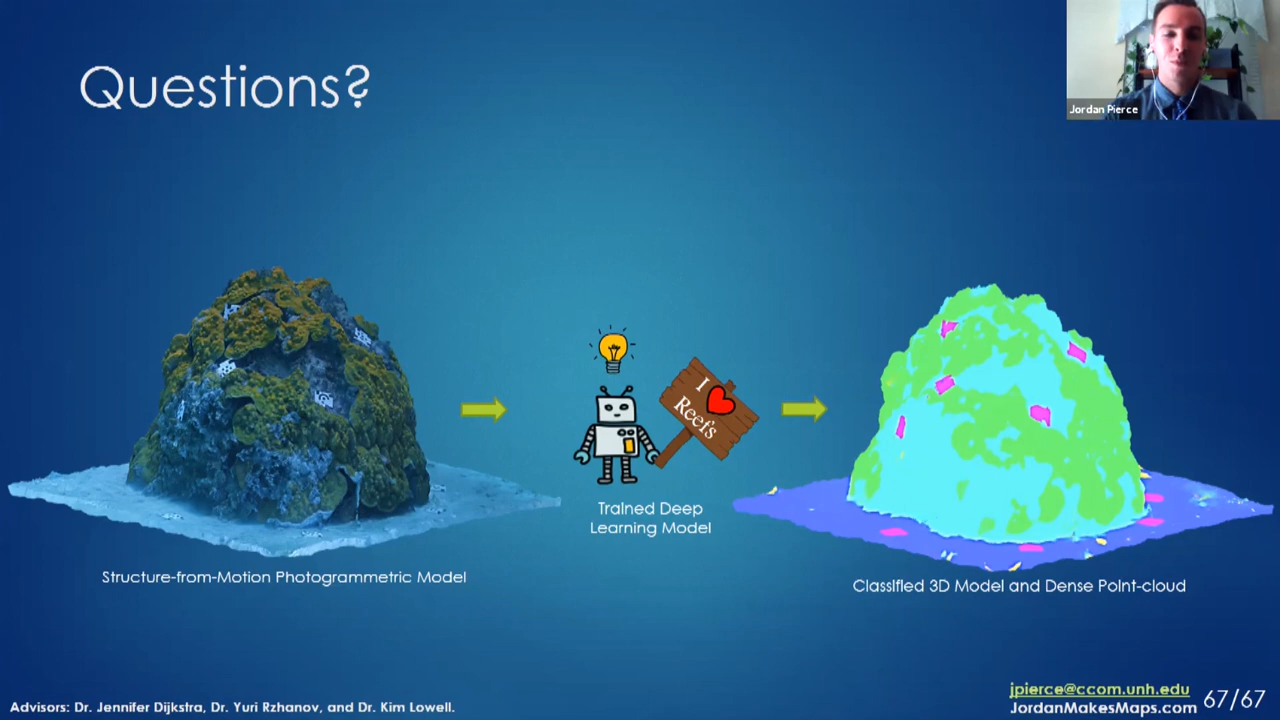 Questions?
Jordan Pierce
I
Reefs
Trained Deep
Learning Model
Structure-from-Motion Photogrammetric Model
Classified 3D Model and Dense Point-cloud
jpierce@ccom.unh.edu
JordanMakesMaps.com
67/67
Advisors: Dr. Jennifer Dijkstra, Dr. Yuri Rzhanov, and Dr. Kim Lowell.